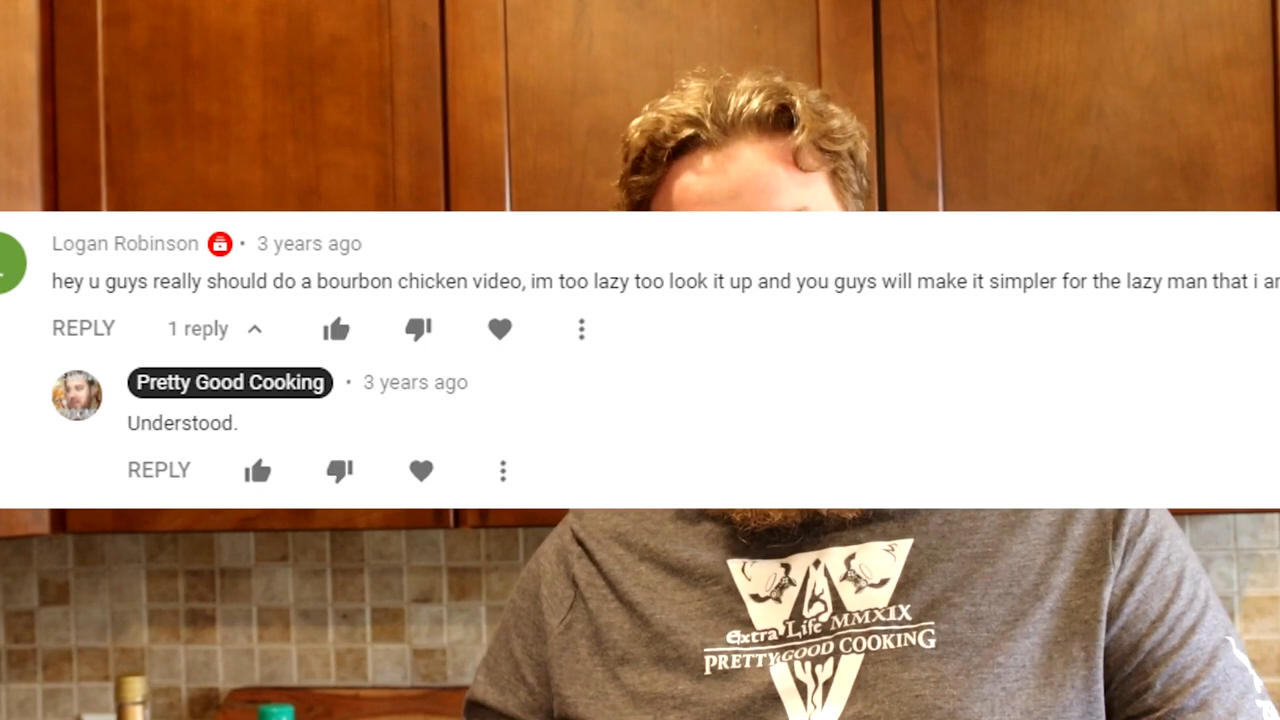 Logan Robinson • 3 years ago
hey u guys really should do a bourbon chicken video, im too lazy too look it up and you guys will make it simpler for the lazy man that i
REPLY 1 reply
Pretty Good Cooking • 3 years ago
Understood.
REPLY
Extra Life MMXIX
PRETTY GOOD COOKING